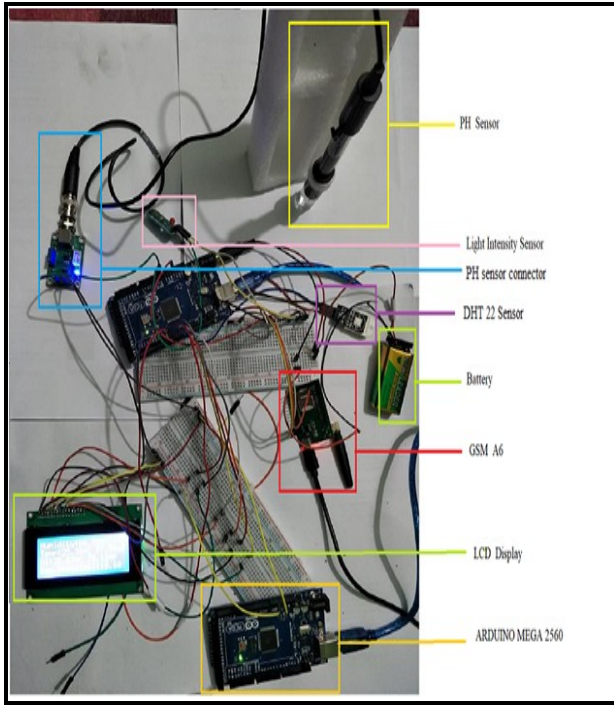 PH Sensor
Light Intensity Sensor
PH sensor connector
DHT 22 Sensor
Battery
GSM A6
LCD Display
ARDUINO MEGA 2560